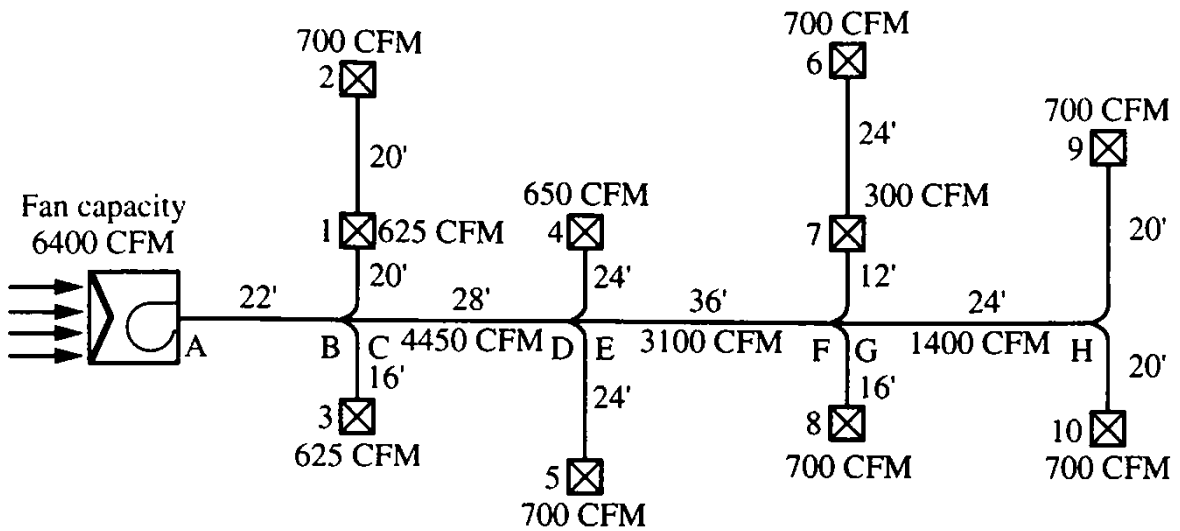 700 CFM
2
20'
1
625 CFM
20'
Fan capacity
6400 CFM
A
22'
B
C
16'
3
625 CFM
28'
4450 CFM
650 CFM
4
24'
D
E
24'
5
700 CFM
36'
3100 CFM
700 CFM
6
24'
300 CFM
7
12'
F
G
16'
8
700 CFM
24'
1400 CFM
700 CFM
9
20'
H
20'
10
700 CFM